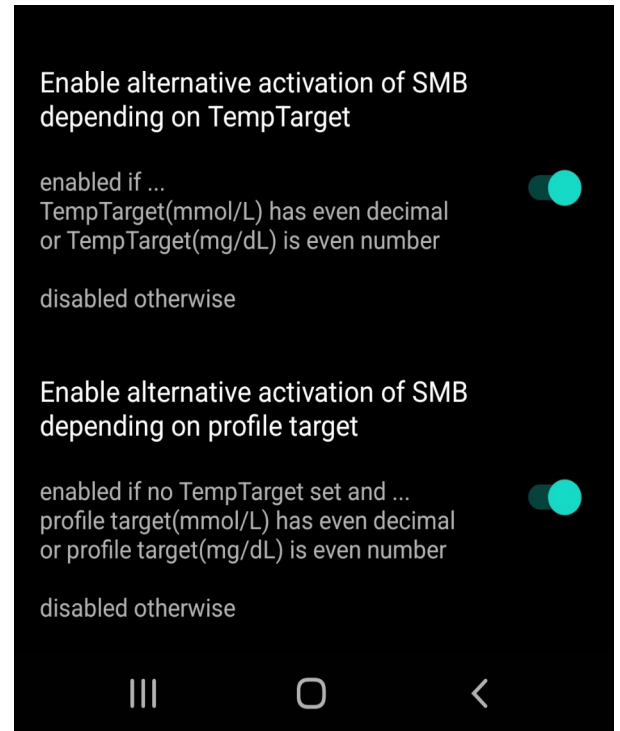 Enable alternative activation of SMB
depending on TempTarget
enabled if ...
TempTarget(mmol/L) has even decimal
or TempTarget(mg/dL) is even number
disabled otherwise
Enable alternative activation of SMB
depending on profile target
enabled if no TempTarget set and ...
profile target(mmol/L) has even decimal
or profile target(mg/dL) is even number
disabled otherwise